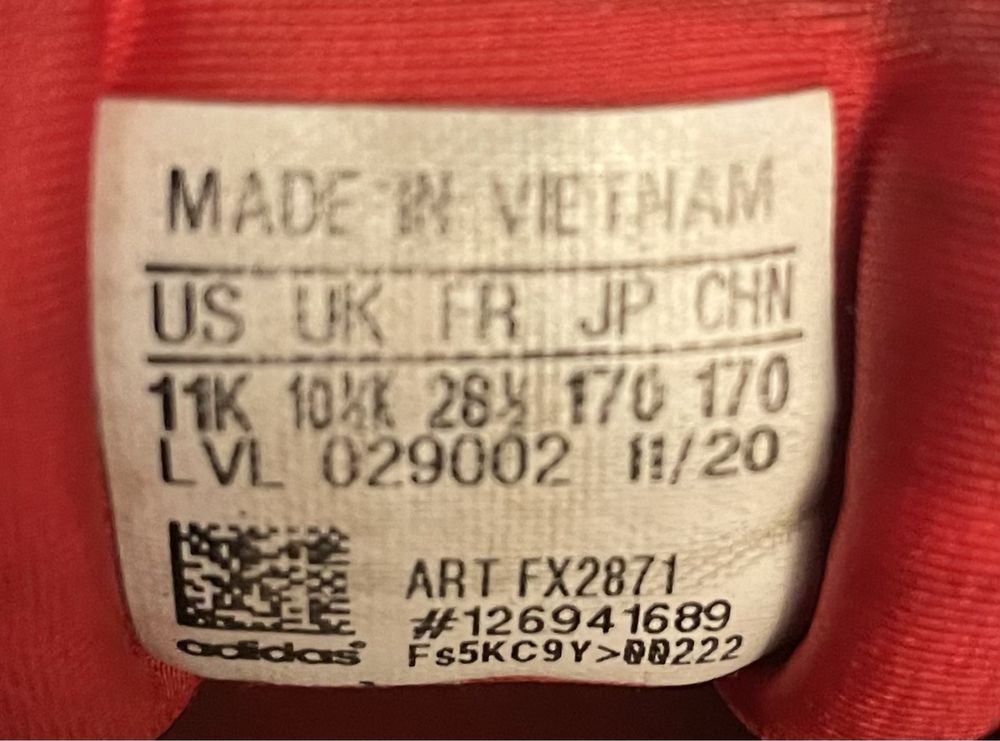 MADE IN VIETNAM
US UK FR JP CHN
11K 10½K 28½ 170 170
LVL 029002 11/20
ART FX2871
#126941689
adidas Fs5KC9Y>00222